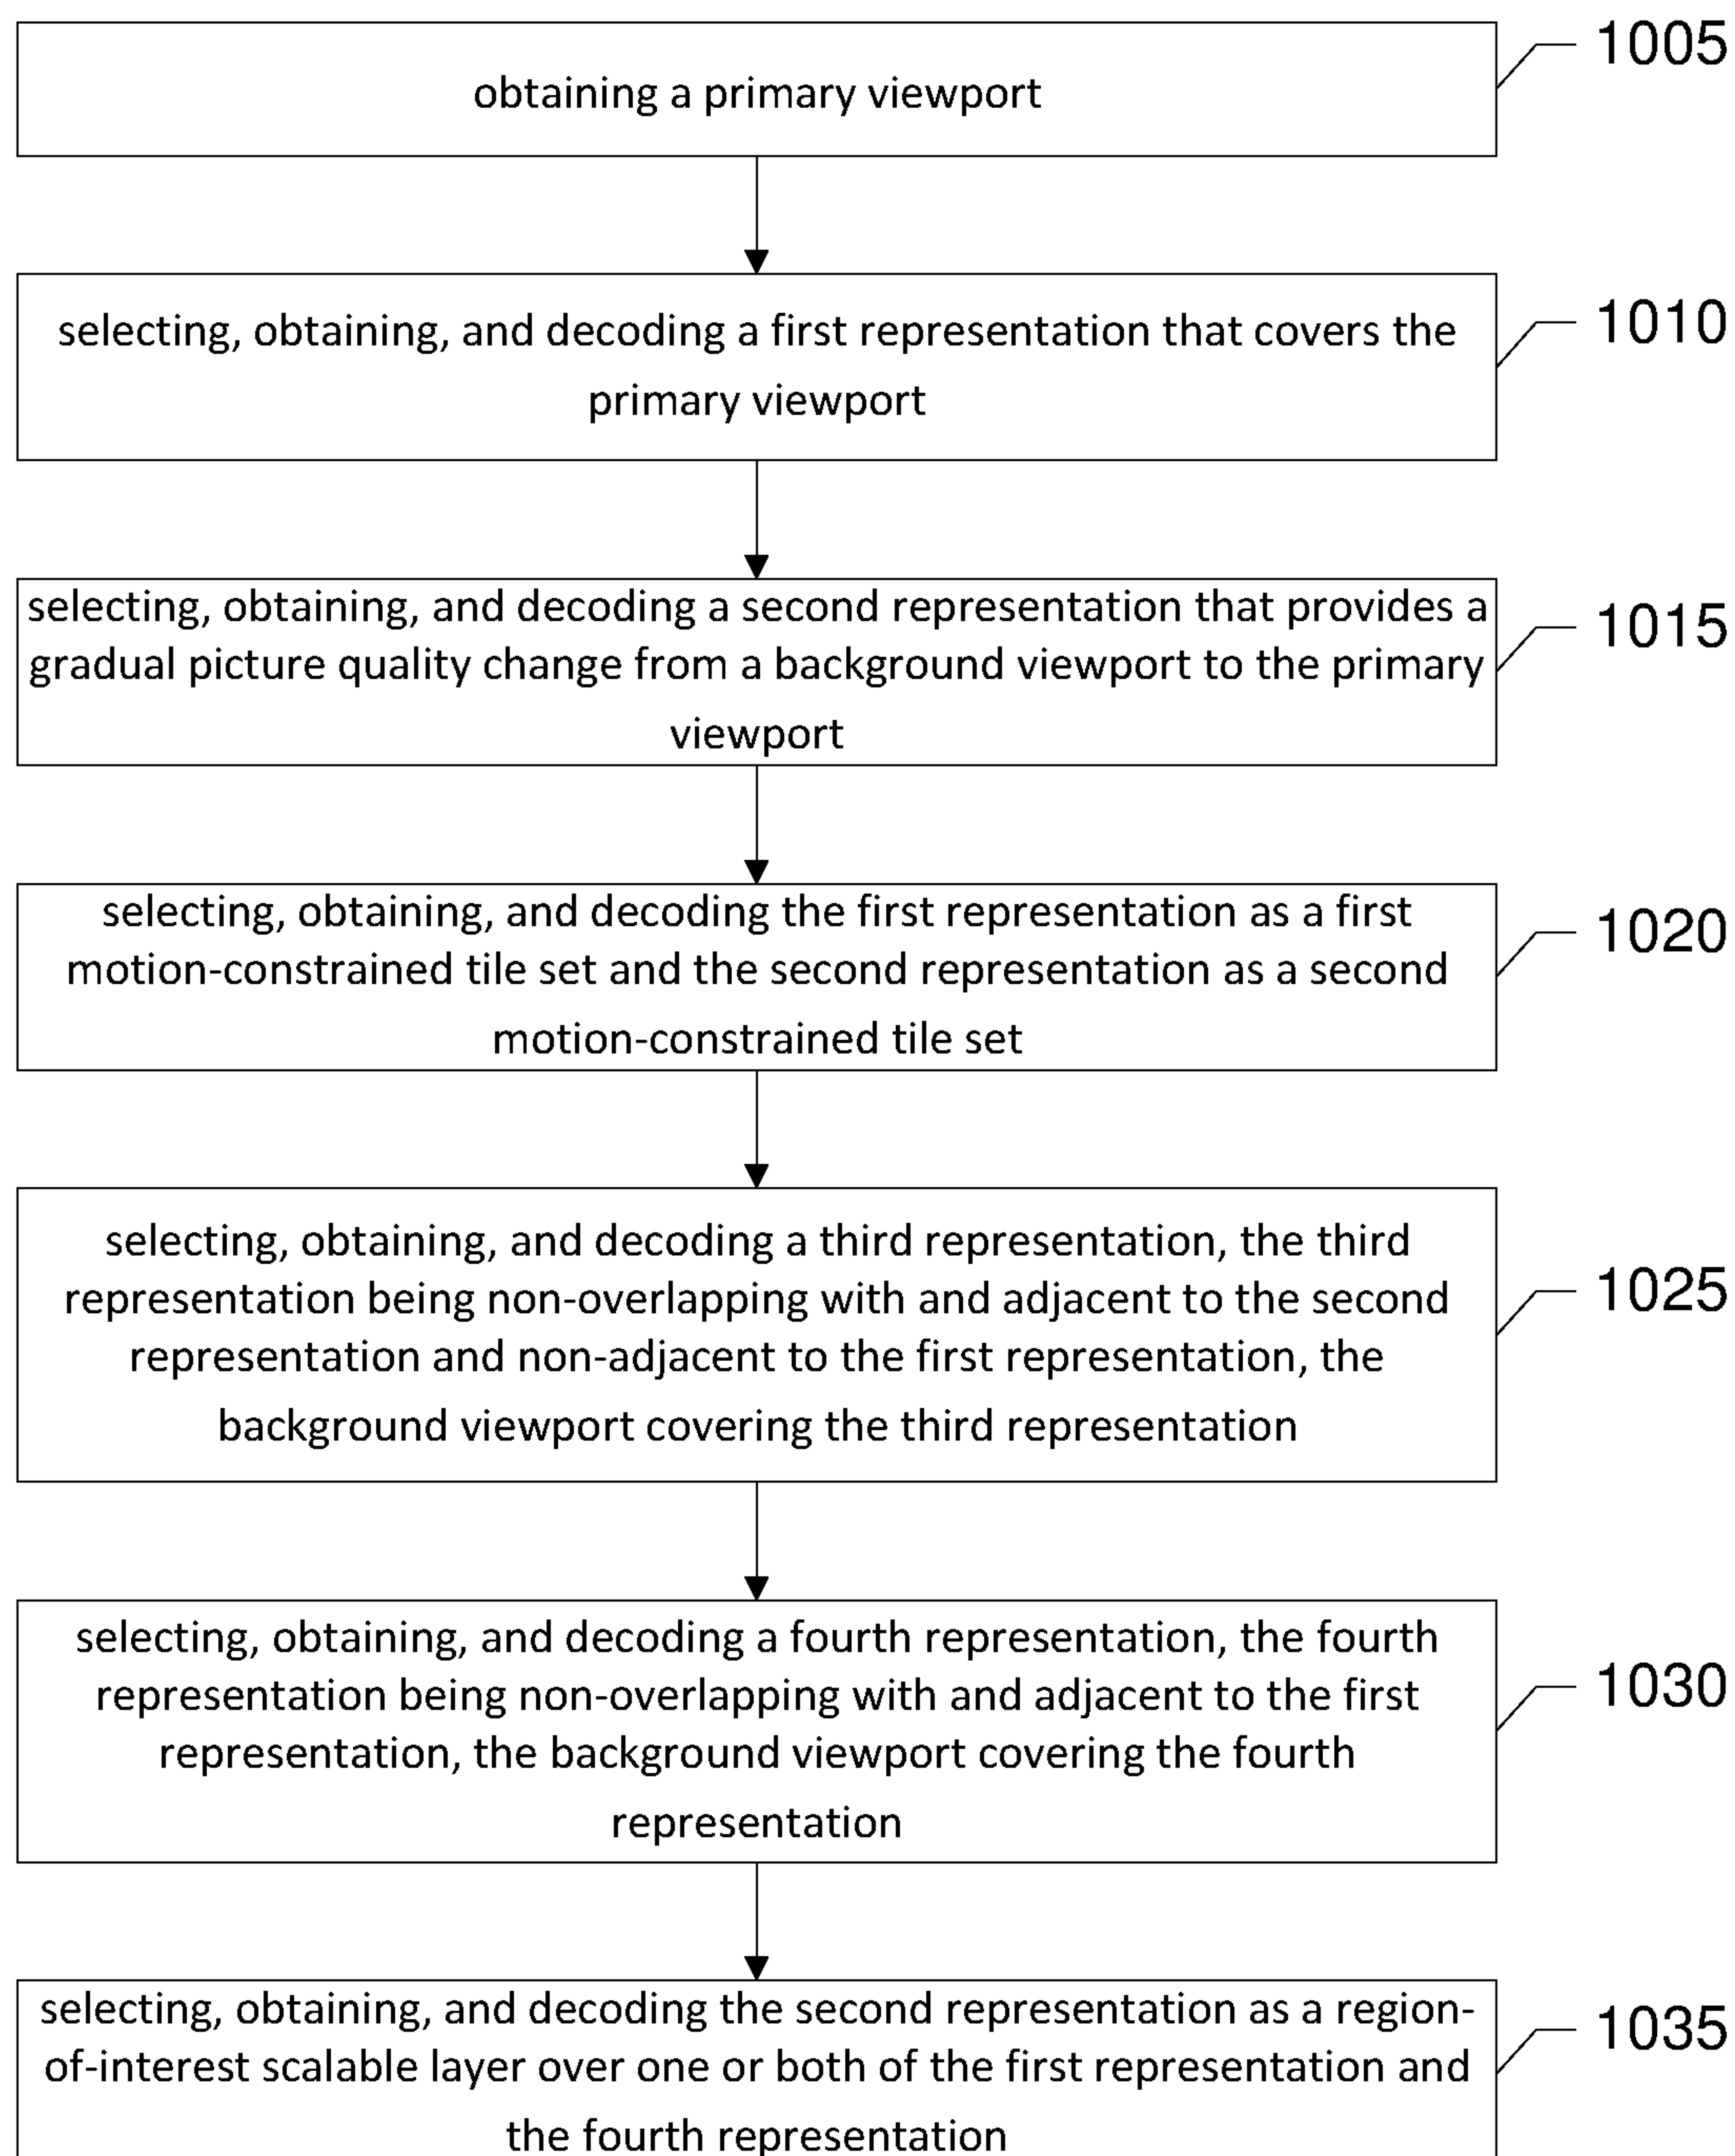 obtaining a primary viewport
1005
selecting, obtaining, and decoding a first representation that covers the
primary viewport
1010
selecting, obtaining, and decoding a second representation that provides a
gradual picture quality change from a background viewport to the primary
viewport
1015
selecting, obtaining, and decoding the first representation as a first
motion-constrained tile set and the second representation as a second
motion-constrained tile set
1020
selecting, obtaining, and decoding a third representation, the third
representation being non-overlapping with and adjacent to the second
representation and non-adjacent to the first representation, the
background viewport covering the third representation
1025
selecting, obtaining, and decoding a fourth representation, the fourth
representation being non-overlapping with and adjacent to the first
representation, the background viewport covering the fourth
representation
1030
selecting, obtaining, and decoding the second representation as a region-
of-interest scalable layer over one or both of the first representation and
the fourth representation
1035